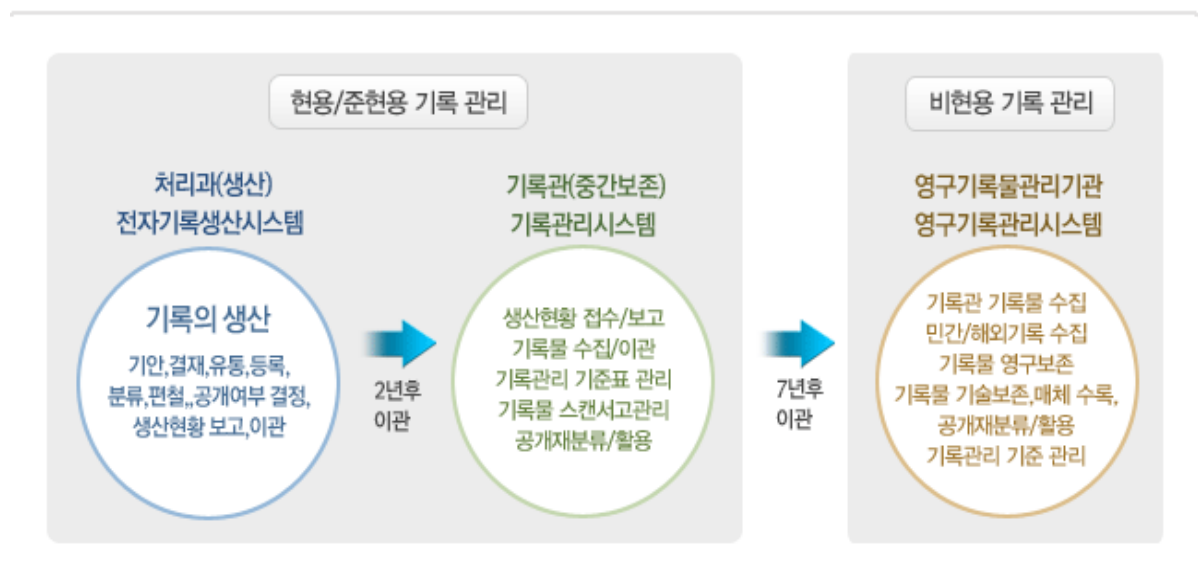 현용/준현용 기록 관리
처리과(생산)
전자기록생산시스템
기록의 생산
기안,결재,유통,등록,
분류,편철,,공개여부 결정,
생산현황 보고,이관
2년후
이관
기록관(중간보존)
기록관리시스템
생산현황 접수/보고
기록물 수집/이관
기록관리 기준표 관리
기록물 스캔서고관리
공개재분류/활용
7년후
이관
비현용 기록 관리
영구기록물관리기관
영구기록관리시스템
기록관 기록물 수집
민간/해외기록 수집
기록물 영구보존
기록물 기술보존,매체 수록,
공개재분류/활용
기록관리 기준 관리